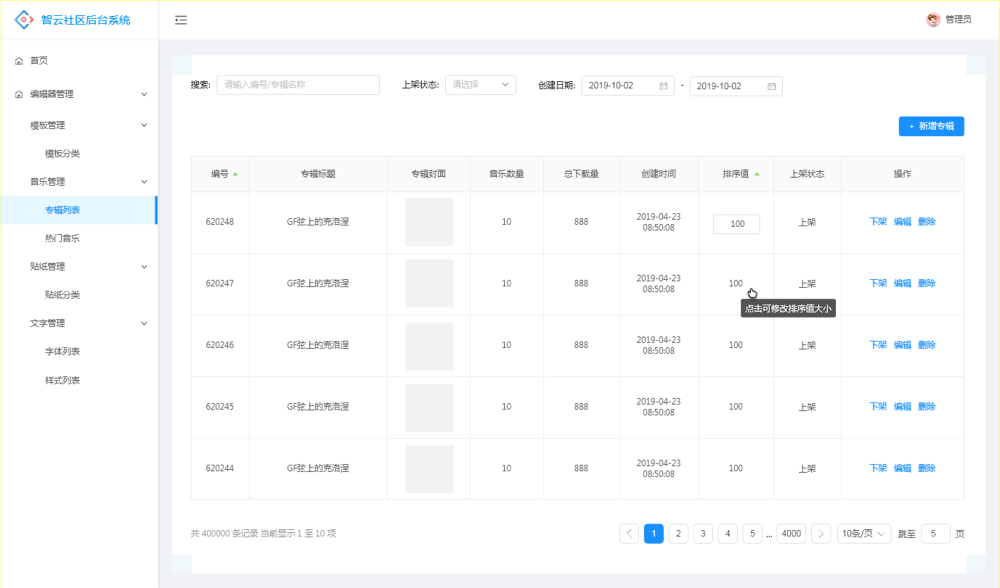 智云社区后台系统
管理员
首页
编辑器管理
模板管理
模板分类
音乐管理
专辑列表
热门音乐
贴纸管理
贴纸分类
文字管理
字体列表
样式列表
搜索: 请输入编号/专辑名称 上架状态: 请选择 创建日期: 2019-10-02 - 2019-10-02
+ 新增专辑
编号 专辑标题 专辑封面 音乐数量 总下载量 创建时间 排序值 上架状态 操作
620248 GF弦上的克洛涅 10 888 2019-04-23 08:50:08 100 上架 下架 编辑 删除
620247 GF弦上的克洛涅 10 888 2019-04-23 08:50:08 100 上架 下架 编辑 删除
点击可修改排序值大小
620246 GF弦上的克洛涅 10 888 2019-04-23 08:50:08 100 上架 下架 编辑 删除
620245 GF弦上的克洛涅 10 888 2019-04-23 08:50:08 100 上架 下架 编辑 删除
620244 GF弦上的克洛涅 10 888 2019-04-23 08:50:08 100 上架 下架 编辑 删除
共 400000 条记录 当前显示 1 至 10 项
1 2 3 4 5 ... 4000 10条/页 跳至 5 页